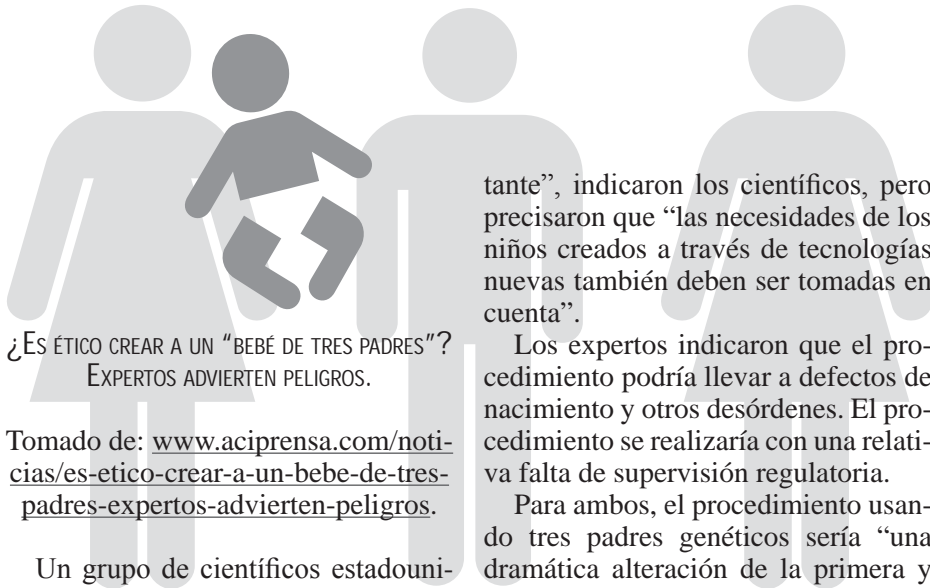 ¿ES ÉTICO CREAR A UN "BEBÉ DE TRES PADRES"?
EXPERTOS ADVIERTEN PELIGROS.
Tomado de: www.aciprensa.com/noti-
cias/es-etico-crear-a-un-bebe-de-tres-
padres-expertos-advierten-peligros.
Un grupo de científicos estadouni-
tante”, indicaron los científicos, pero
precisaron que “las necesidades de los
niños creados a través de tecnologías
nuevas también deben ser tomadas en
cuenta”.
Los expertos indicaron que el pro-
cedimiento podría llevar a defectos de
nacimiento y otros desórdenes. El pro-
cedimiento se realizaría con una relati-
va falta de supervisión regulatoria.
Para ambos, el procedimiento usan-
do tres padres genéticos sería “una
dramática alteración de la primera y